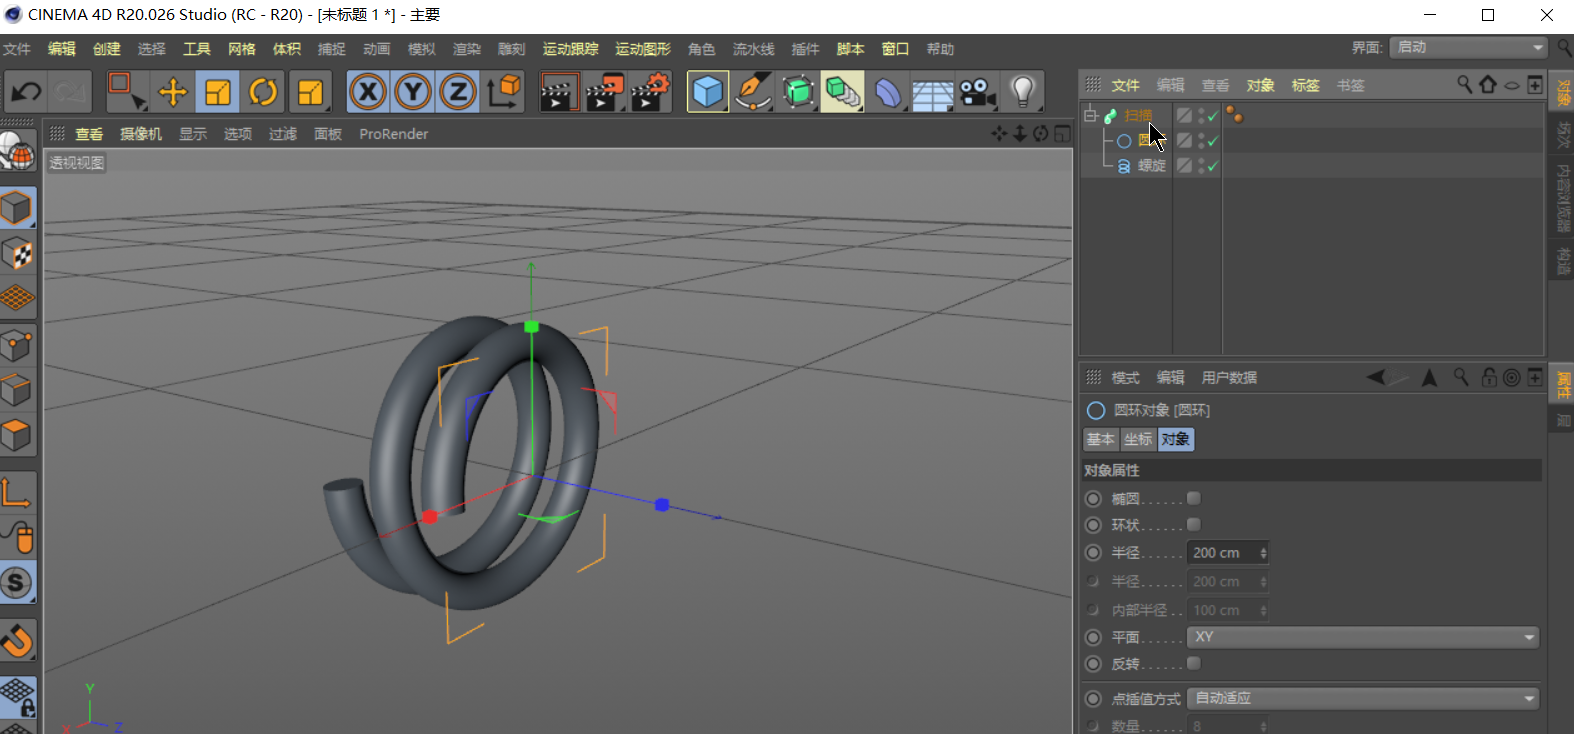 CINEMA 4D R20.026 Studio (RC - R20) - [未标题 1 *] - 主要
文件 编辑 创建 选择 工具 网格 体积 捕捉 动画 模拟 渲染 雕刻 运动跟踪 运动图形 角色 流水线 插件 脚本 窗口 帮助 界面: 启动
X Y Z
文件 编辑 查看 对象 标签 书签
对象
场次
内容浏览器
构造
查看 摄像机 显示 选项 过滤 面板 ProRender
透视视图
扫描
螺旋
模式 编辑 用户数据
属性
层
圆环对象 [圆环]
基本 坐标 对象
对象属性
椭圆
环状
半径 200 cm
半径 200 cm
内部半径 100 cm
平面 XY
反转
点插值方式 自动适应
数量 8
S
Y
X Z